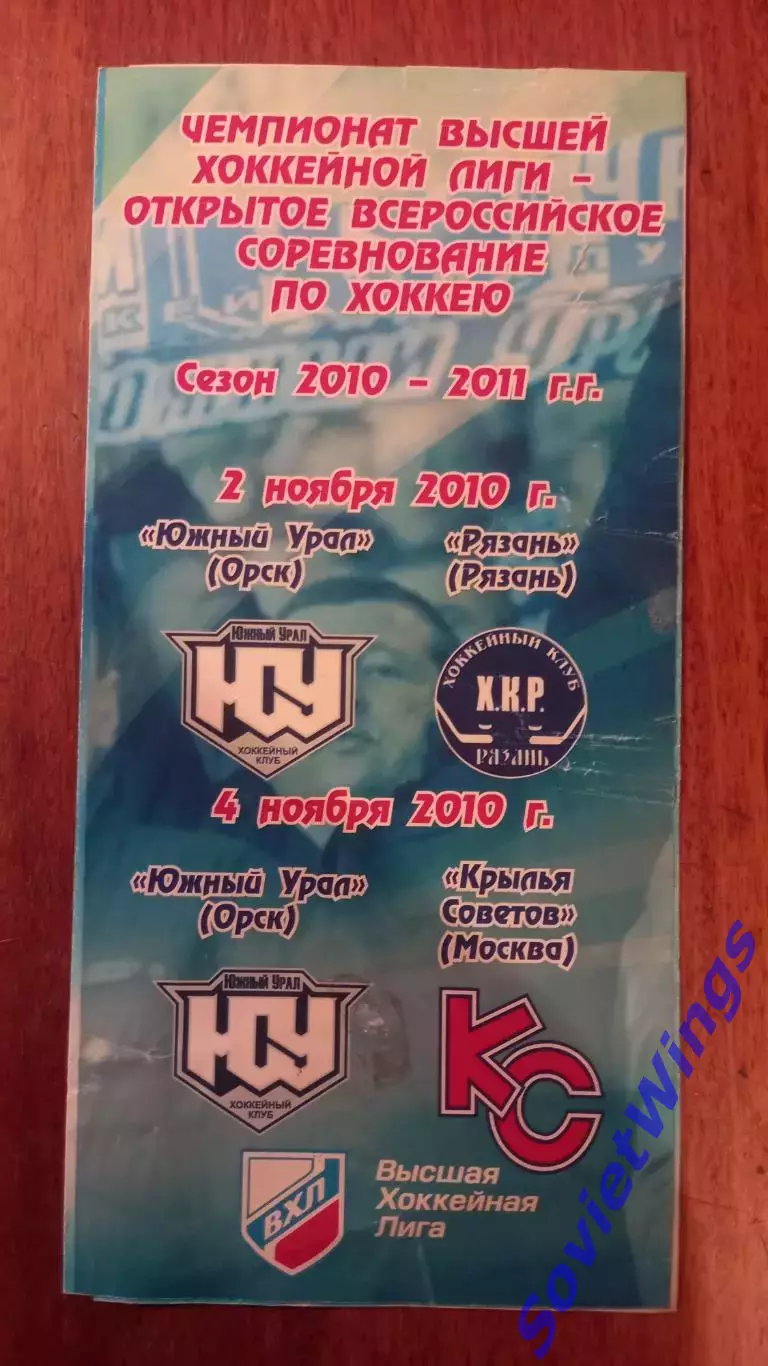 ЧЕМПИОНАТ ВЫСШЕЙ
ХОККЕЙНОЙ ЛИГИ –
ОТКРЫТОЕ ВСЕРОССИЙСКОЕ
СОРЕВНОВАНИЕ
ПО ХОККЕЮ
Сезон 2010 – 2011 г.г.
2 ноября 2010 г.
«Южный Урал»
(Орск)
«Рязань»
(Рязань)
Южный Урал
ЮУ
ХОККЕЙНЫЙ
КЛУБ
ХОККЕЙНЫЙ КЛУБ
Х.К.Р.
РЯЗАНЬ
4 ноября 2010 г.
«Южный Урал»
(Орск)
«Крылья
Советов»
(Москва)
Южный Урал
ЮУ
ХОККЕЙНЫЙ
КЛУБ
КС
ВХЛ
Высшая
Хоккейная
Лига
SovietWings